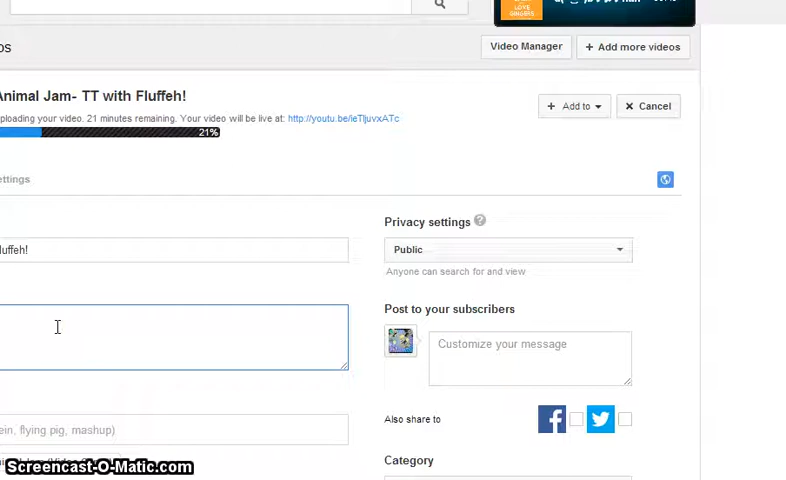 LOVE
GINGERS
os
Video Manager
+ Add more videos
Animal Jam- TT with Fluffeh!
+ Add to
× Cancel
ploading your video. 21 minutes remaining. Your video will be live at: http://youtu.be/ieTljuvxATc
21%
ettings
Privacy settings ?
luffeh!
Public
Anyone can search for and view
Post to your subscribers
Customize your message
Also share to
ein, flying pig, mashup)
Category
Screencast-O-Matic.com